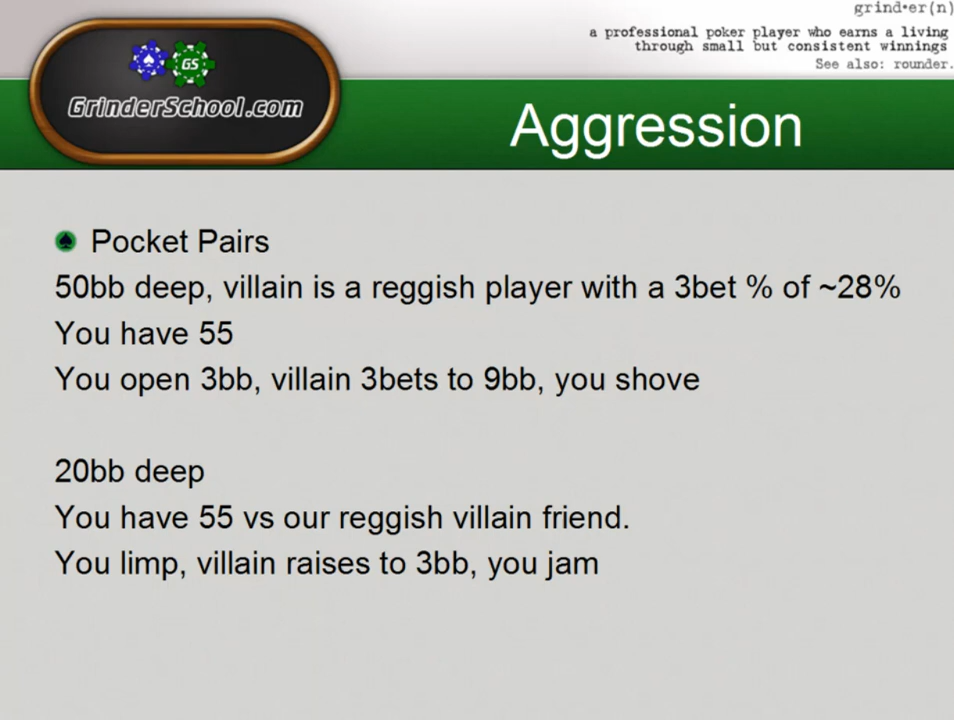 grind•er(n)
a professional poker player who earns a living
through small but consistent winnings
See also: rounder.
GS
GrinderSchool.com
Aggression
Pocket Pairs
50bb deep, villain is a reggish player with a 3bet % of ~28%
You have 55
You open 3bb, villain 3bets to 9bb, you shove
20bb deep
You have 55 vs our reggish villain friend.
You limp, villain raises to 3bb, you jam